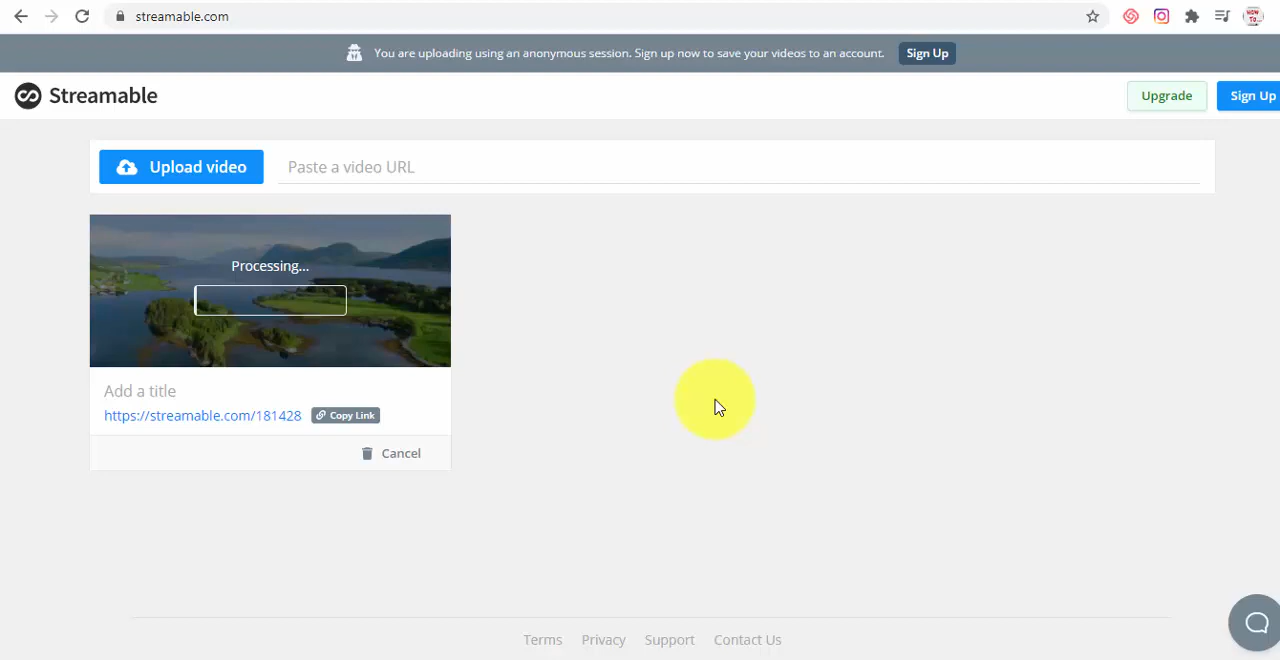 streamable.com
You are uploading using an anonymous session. Sign up now to save your videos to an account. Sign Up
Streamable
Upgrade
Sign Up
Upload video
Paste a video URL
Processing...
Add a title
https://streamable.com/181428 Copy Link
Cancel
Terms Privacy Support Contact Us